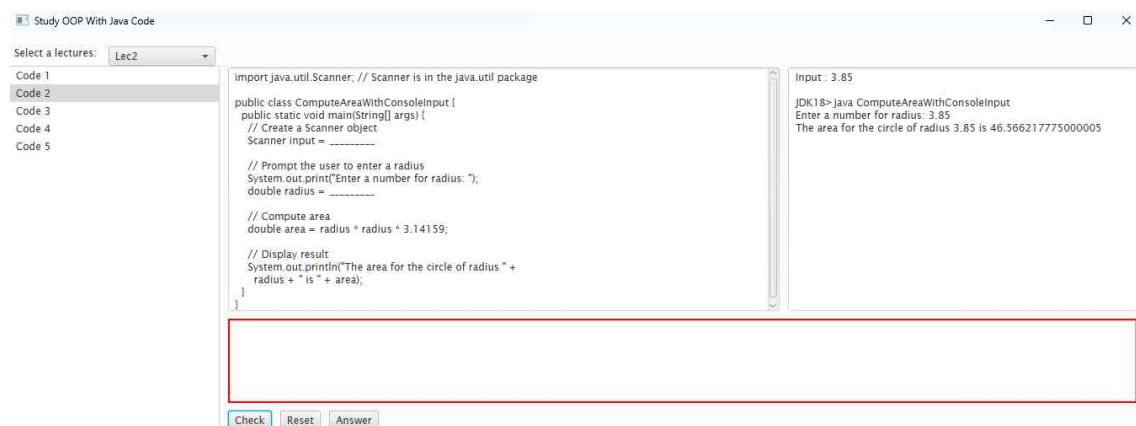 Study OOP With Java Code
Select a lectures: Lec2
Code 1
Code 2
Code 3
Code 4
Code 5
import java.util.Scanner; // Scanner is in the java.util package
public class ComputeAreaWithConsoleInput {
public static void main(String[] args) {
// Create a Scanner object
Scanner input = _________
// Prompt the user to enter a radius
System.out.print("Enter a number for radius: ");
double radius = _________
// Compute area
double area = radius * radius * 3.14159;
// Display result
System.out.println("The area for the circle of radius " +
radius + " is " + area);
}
}
Input : 3.85
JDK18>java ComputeAreaWithConsoleInput
Enter a number for radius: 3.85
The area for the circle of radius 3.85 is 46.566217775000005
Check Reset Answer